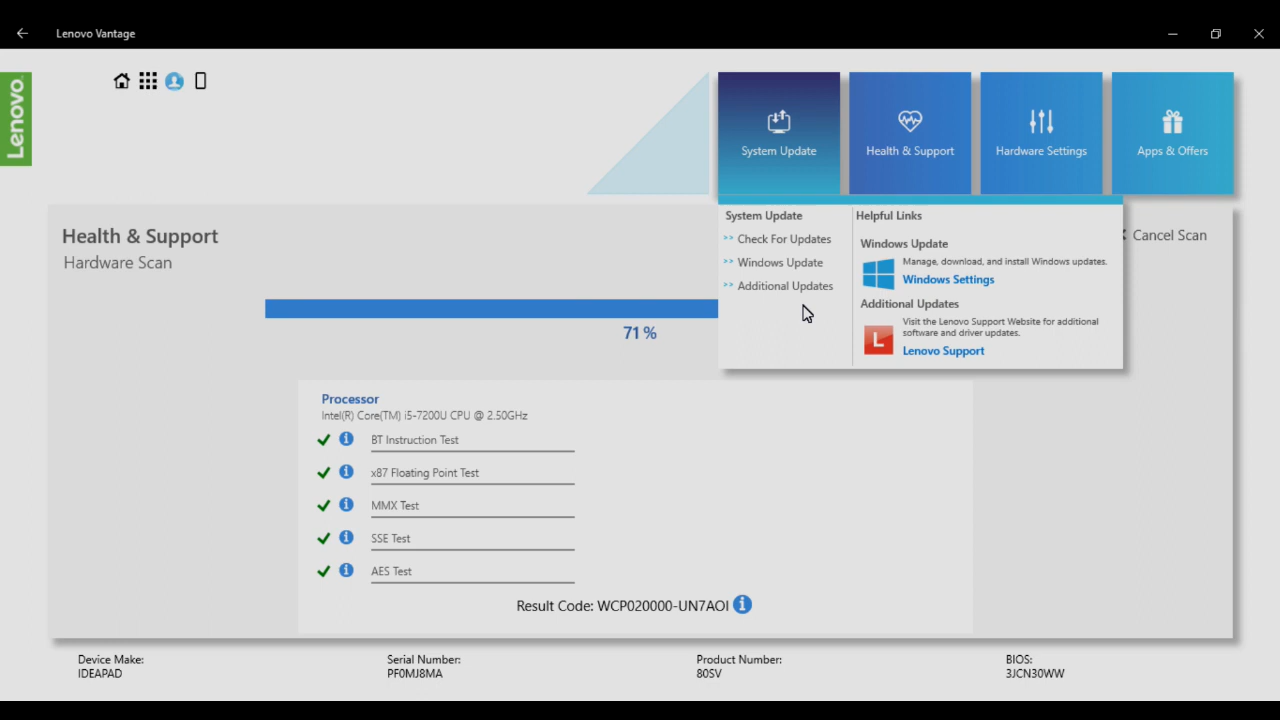 Lenovo Vantage
Lenovo
System Update
Health & Support
Hardware Settings
Apps & Offers
System Update
>> Check For Updates
>> Windows Update
>> Additional Updates
Helpful Links
Windows Update
Manage, download, and install Windows updates.
Windows Settings
Additional Updates
Visit the Lenovo Support Website for additional
software and driver updates.
Lenovo Support
Health & Support
Cancel Scan
Hardware Scan
71 %
Processor
Intel(R) Core(TM) i5-7200U CPU @ 2.50GHz
BT Instruction Test
x87 Floating Point Test
MMX Test
SSE Test
AES Test
Result Code: WCP020000-UN7AOI
Device Make:
IDEAPAD
Serial Number:
PF0MJ8MA
Product Number:
80SV
BIOS:
3JCN30WW